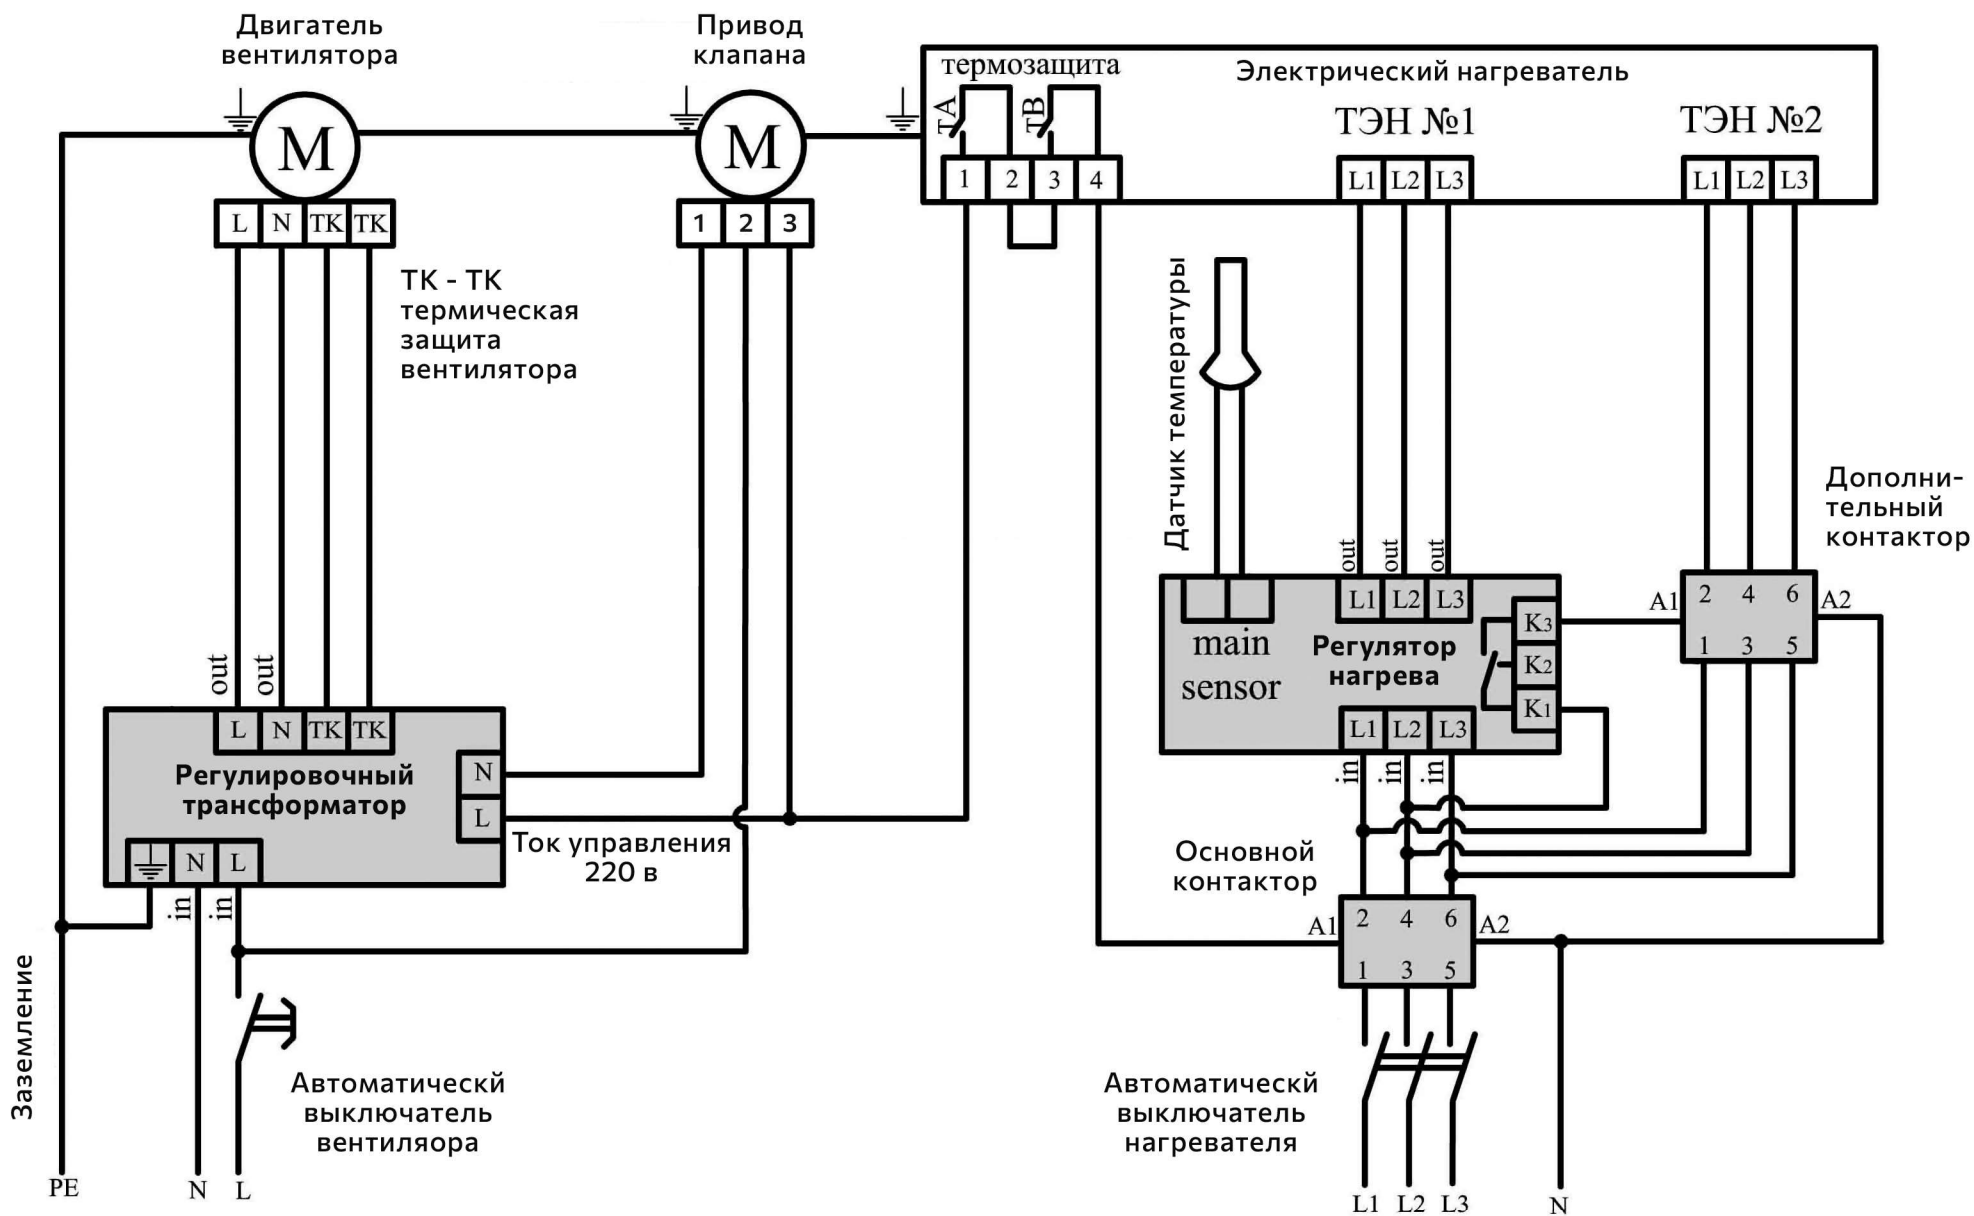 Двигатель
вентилятора
Привод
клапана
термозащита
Электрический нагреватель
ТА
ТВ
ТЭН №1
ТЭН №2
M
M
1 2 3 4
L1 L2 L3
L1 L2 L3
L N TK TK
1 2 3
ТК - ТК
термическая
защита
вентилятора
Датчик температуры
Дополни-
тельный
контактор
out out out
L1 L2 L3
main
sensor
Регулятор
нагрева
K3
K2
K1
A1
2 4 6
A2
1 3 5
out out
L N TK TK
Регулировочный
трансформатор
N
L
Ток управления
220 в
N L
in in
L1 L2 L3
in in in
Основной
контактор
A1
2 4 6
A2
1 3 5
Заземление
Автоматическй
выключатель
вентиляора
Автоматическй
выключатель
нагревателя
PE N L
L1 L2 L3 N